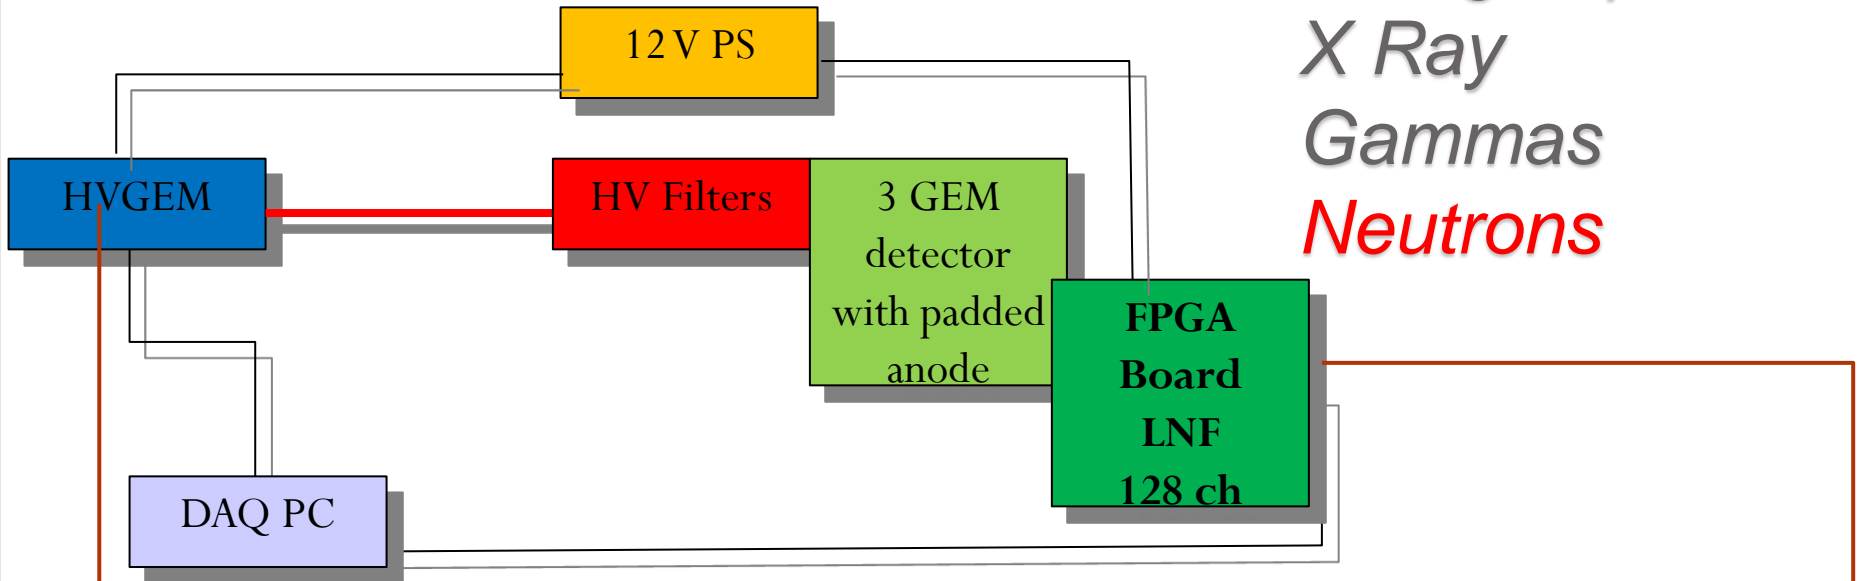 12 V PS
X Ray
Gammas
Neutrons
HVGEM
HV Filters
3 GEM
detector
with padded
anode
FPGA
Board
LNF
128 ch
DAQ PC